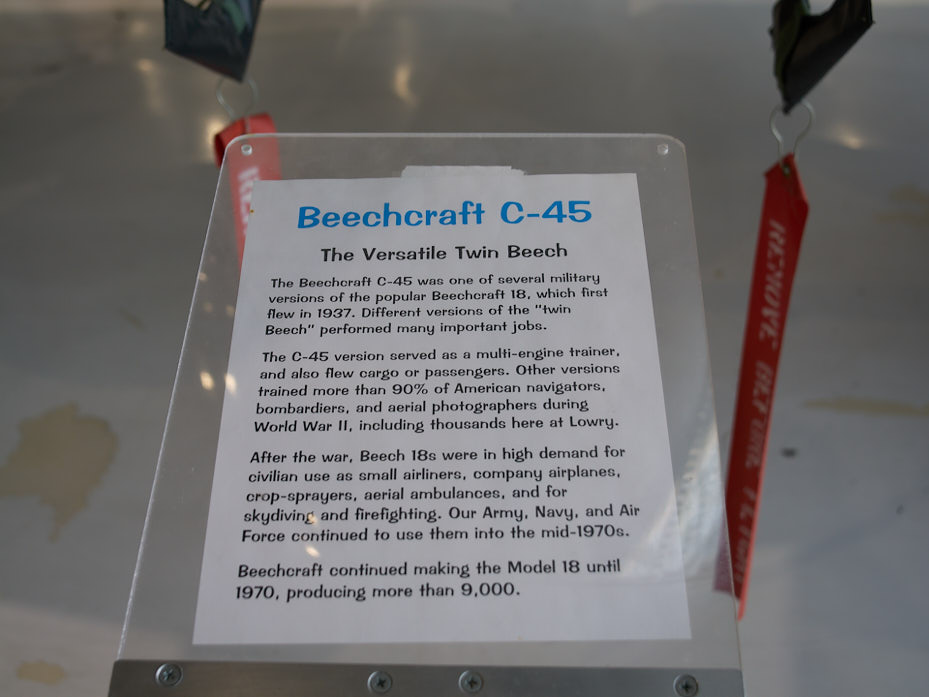 Beechcraft C-45
The Versatile Twin Beech
The Beechcraft C-45 was one of several military
versions of the popular Beechcraft 18, which first
flew in 1937. Different versions of the "twin
Beech" performed many important jobs.
The C-45 version served as a multi-engine trainer,
and also flew cargo or passengers. Other versions
trained more than 90% of American navigators,
bombardiers, and aerial photographers during
World War II, including thousands here at Lowry.
After the war, Beech 18s were in high demand for
civilian use as small airliners, company airplanes,
crop-sprayers, aerial ambulances, and for
skydiving and firefighting. Our Army, Navy, and Air
Force continued to use them into the mid-1970s.
Beechcraft continued making the Model 18 until
1970, producing more than 9,000.
REMOVE BEFORE FLIGHT